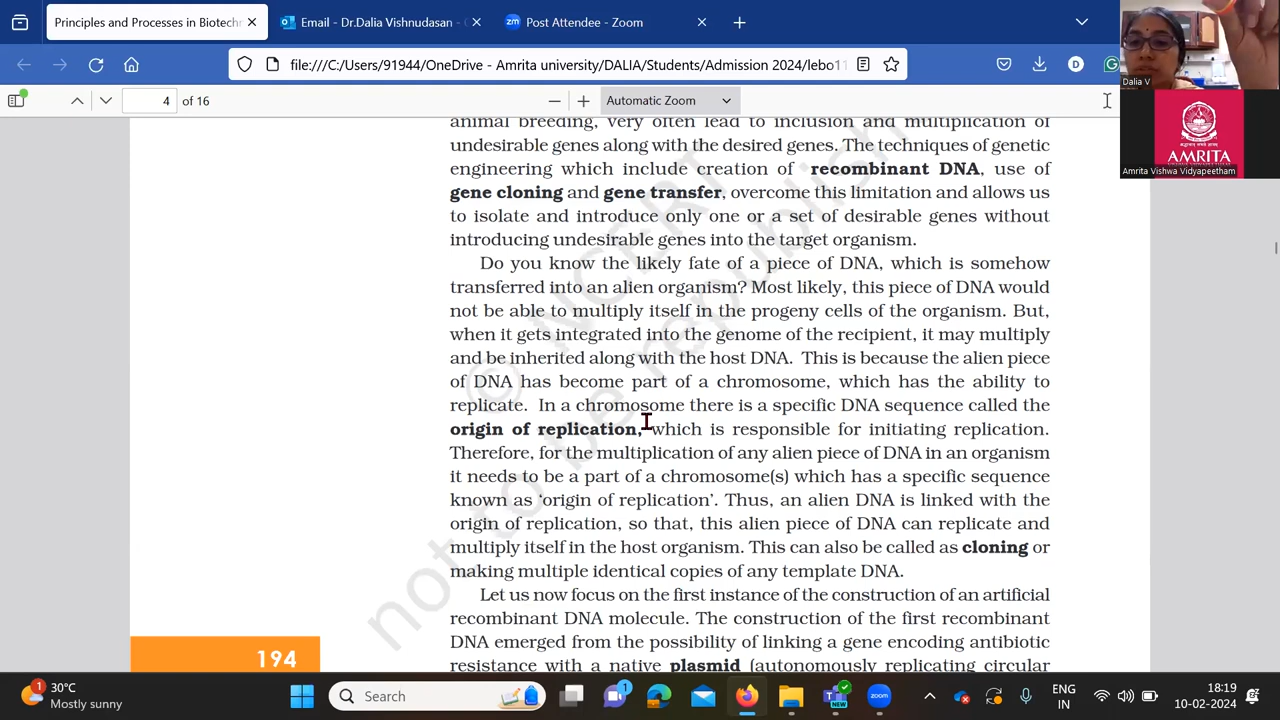 Principles and Processes in Biotechn
Email - Dr.Dalia Vishnudasan -
Post Attendee - Zoom
file:///C:/Users/91944/OneDrive - Amrita university/DALIA/Students/Admission 2024/lebo11
4 of 16
Automatic Zoom
Dalia V
AMRITA
Amrita Vishwa Vidyapeetham
animal breeding, very often lead to inclusion and multiplication of
undesirable genes along with the desired genes. The techniques of genetic
engineering which include creation of recombinant DNA, use of
gene cloning and gene transfer, overcome this limitation and allows us
to isolate and introduce only one or a set of desirable genes without
introducing undesirable genes into the target organism.
Do you know the likely fate of a piece of DNA, which is somehow
transferred into an alien organism? Most likely, this piece of DNA would
not be able to multiply itself in the progeny cells of the organism. But,
when it gets integrated into the genome of the recipient, it may multiply
and be inherited along with the host DNA. This is because the alien piece
of DNA has become part of a chromosome, which has the ability to
replicate. In a chromosome there is a specific DNA sequence called the
origin of replication, which is responsible for initiating replication.
Therefore, for the multiplication of any alien piece of DNA in an organism
it needs to be a part of a chromosome(s) which has a specific sequence
known as 'origin of replication'. Thus, an alien DNA is linked with the
origin of replication, so that, this alien piece of DNA can replicate and
multiply itself in the host organism. This can also be called as cloning or
making multiple identical copies of any template DNA.
Let us now focus on the first instance of the construction of an artificial
recombinant DNA molecule. The construction of the first recombinant
DNA emerged from the possibility of linking a gene encoding antibiotic
resistance with a native plasmid (autonomously replicating circular
© NCERT
not to be republish
194
30°C
Mostly sunny
Search
ENG
IN
18:19
10-02-2024